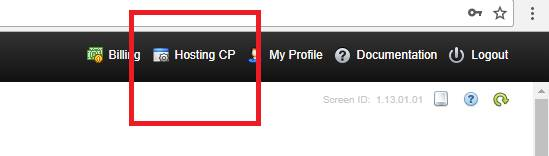 Billing Hosting CP My Profile Documentation Logout
Screen ID: 1.13.01.01